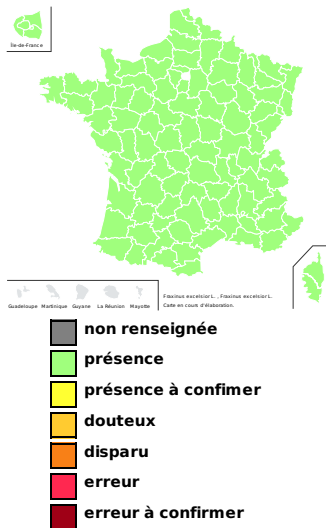 Île-de-France
Guadeloupe Martinique Guyane La Réunion Mayotte
Fraxinus excelsior L. , Fraxinus excelsior L.
Carte en cours d'élaboration.
non renseignée
présence
présence à confimer
douteux
disparu
erreur
erreur à confirmer